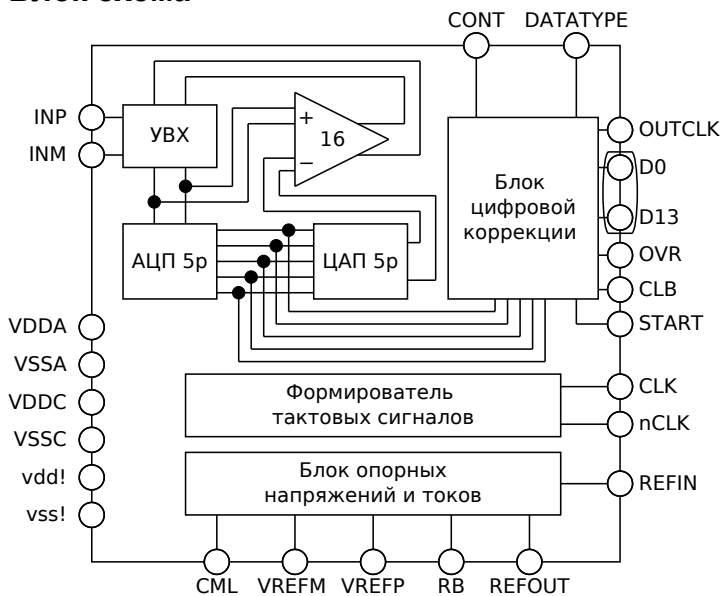 CONT DATATYPE
INP
INM
УВХ
+
16
−
OUTCLK
D0
D13
OVR
CLB
START
Блок
цифровой
коррекции
АЦП 5р
ЦАП 5р
VDDA
VSSA
VDDC
VSSC
vdd!
vss!
Формирователь
тактовых сигналов
CLK
nCLK
Блок опорных
напряжений и токов
REFIN
CML VREFM VREFP RB REFOUT